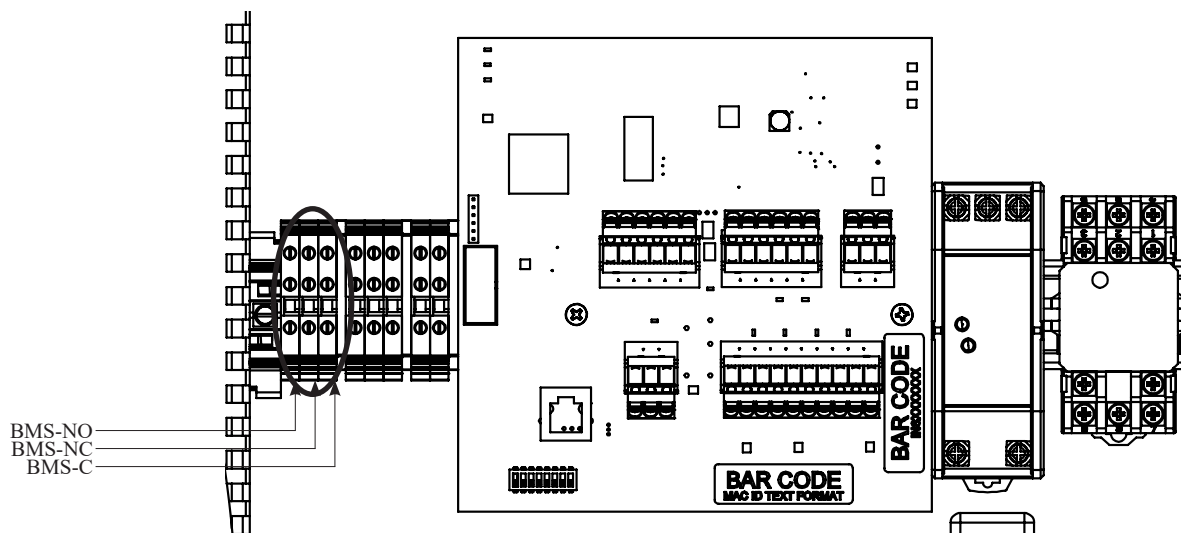 BMS-NO
BMS-NC
BMS-C
BAR CODE
MAC ID TEXT FORMAT
BAR CODE